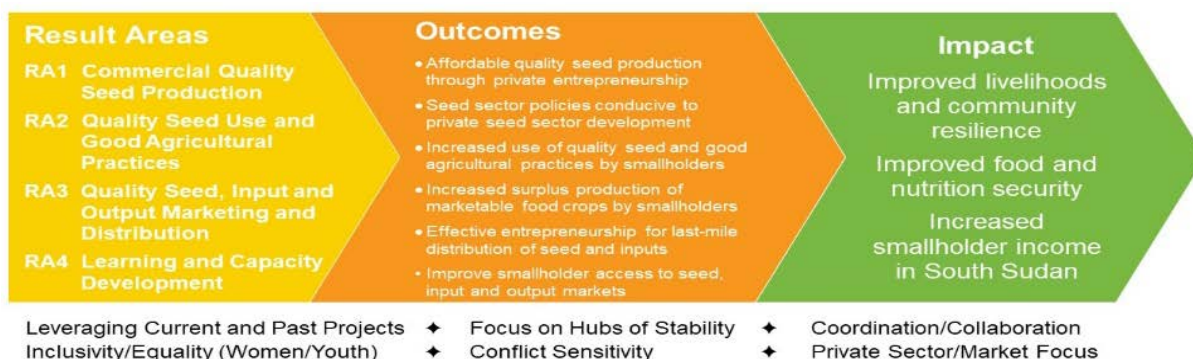 Result Areas
RA1 Commercial Quality
Seed Production
RA2 Quality Seed Use and
Good Agricultural
Practices
RA3 Quality Seed, Input and
Output Marketing and
Distribution
RA4 Learning and Capacity
Development
Outcomes
• Affordable quality seed production
through private entrepreneurship
• Seed sector policies conducive to
private seed sector development
• Increased use of quality seed and good
agricultural practices by smallholders
• Increased surplus production of
marketable food crops by smallholders
• Effective entrepreneurship for last-mile
distribution of seed and inputs
• Improve smallholder access to seed,
input and output markets
Impact
Improved livelihoods
and community
resilience
Improved food and
nutrition security
Increased
smallholder income
in South Sudan
Leveraging Current and Past Projects ✦ Focus on Hubs of Stability ✦ Coordination/Collaboration
Inclusivity/Equality (Women/Youth) ✦ Conflict Sensitivity ✦ Private Sector/Market Focus